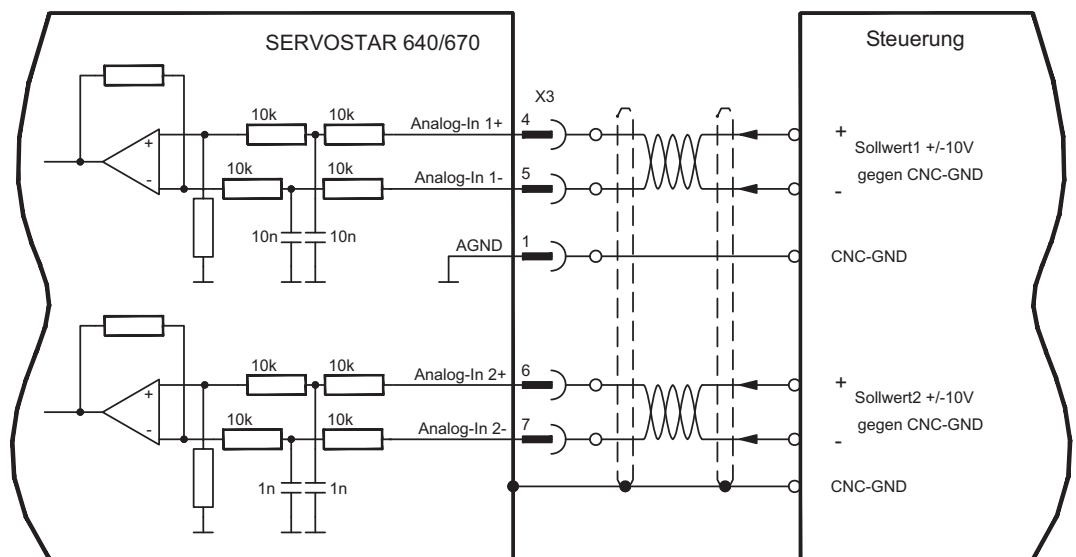 SERVOSTAR 640/670
Steuerung
X3
10k 10k Analog-In 1+ 4
+
-
10k 10k Analog-In 1- 5
+
Sollwert1 +/-10V
gegen CNC-GND
-
10n 10n
AGND 1
CNC-GND
10k 10k Analog-In 2+ 6
+
-
10k 10k Analog-In 2- 7
+
Sollwert2 +/-10V
gegen CNC-GND
-
1n 1n
CNC-GND